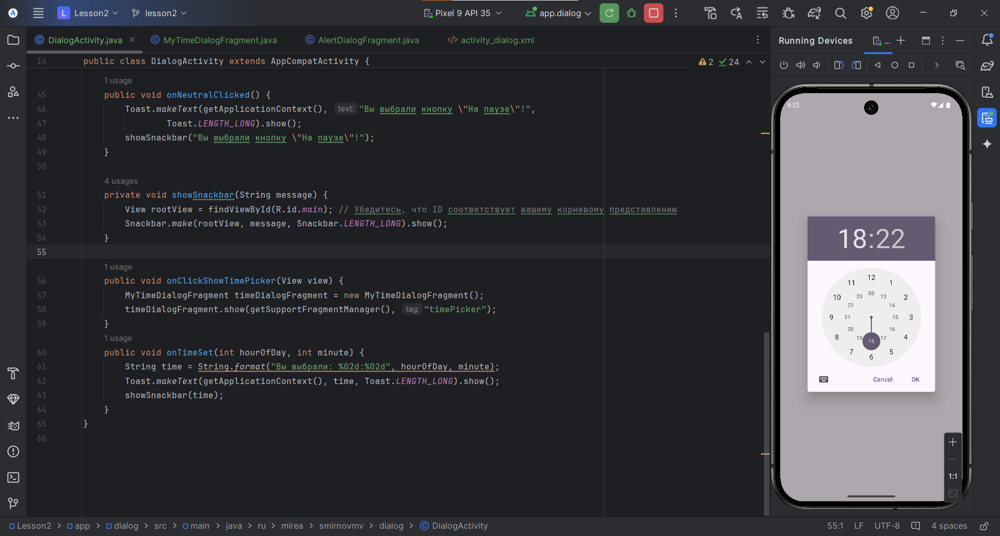 L Lesson2 lesson2 Pixel 9 API 35 app.dialog
DialogActivity.java MyTimeDialogFragment.java AlertDialogFragment.java activity_dialog.xml Running Devices ...
14 public class DialogActivity extends AppCompatActivity { 2 24
1 usage
45 public void onNeutralClicked() {
46 Toast.makeText(getApplicationContext(), text: "Вы выбрали кнопку \"На паузе\"!",
47 Toast.LENGTH_LONG).show();
48 showSnackbar("Вы выбрали кнопку \"На паузе\"!");
49 }
50
4 usages
51 private void showSnackbar(String message) {
52 View rootView = findViewById(R.id.main); // Убедитесь, что ID соответствует вашему корневому представлению
53 Snackbar.make(rootView, message, Snackbar.LENGTH_LONG).show();
54 }
55
1 usage
56 public void onClickShowTimePicker(View view) {
57 MyTimeDialogFragment timeDialogFragment = new MyTimeDialogFragment();
58 timeDialogFragment.show(getSupportFragmentManager(), tag: "timePicker");
59 }
1 usage
60 public void onTimeSet(int hourOfDay, int minute) {
61 String time = String.format("Вы выбрали: %02d:%02d", hourOfDay, minute);
62 Toast.makeText(getApplicationContext(), time, Toast.LENGTH_LONG).show();
63 showSnackbar(time);
64 }
65 }
66
6:22
18:22
12
11 1
00
23 13
10 2
22 14
9 21 15 3
20 16
8 19 18 17 4
7 5
6
Cancel OK
1:1
Lesson2 > app > dialog > src > main > java > ru > mirea > smirnovmv > dialog > DialogActivity 55:1 LF UTF-8 4 spaces